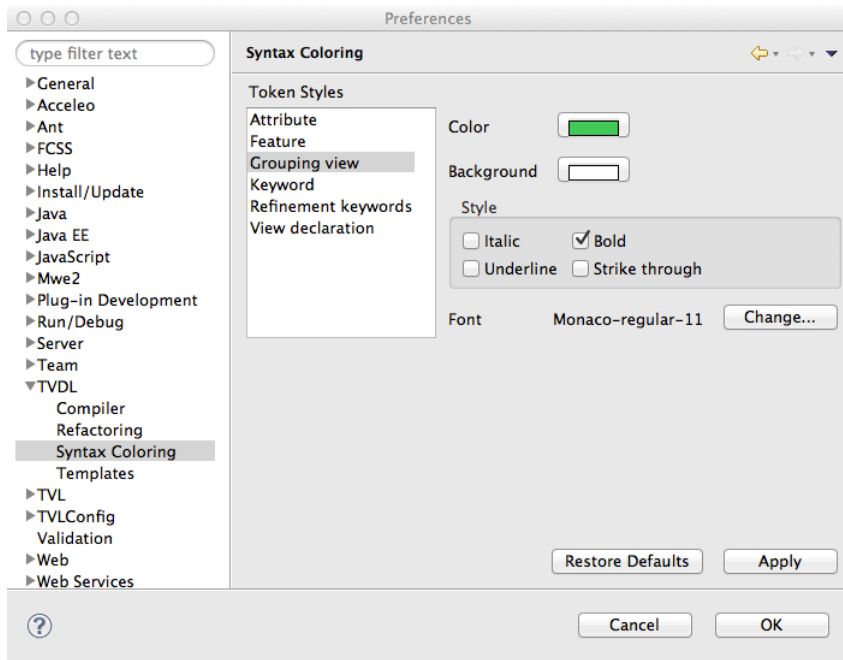 Preferences
type filter text
General
Acceleo
Ant
FCSS
Help
Install/Update
Java
Java EE
JavaScript
Mwe2
Plug-in Development
Run/Debug
Server
Team
TVDL
Compiler
Refactoring
Syntax Coloring
Templates
TVL
TVLConfig
Validation
Web
Web Services
Syntax Coloring
Token Styles
Attribute
Feature
Grouping view
Keyword
Refinement keywords
View declaration
Color
Background
Style
Italic Bold
Underline Strike through
Font Monaco-regular-11 Change...
Restore Defaults Apply
? Cancel OK